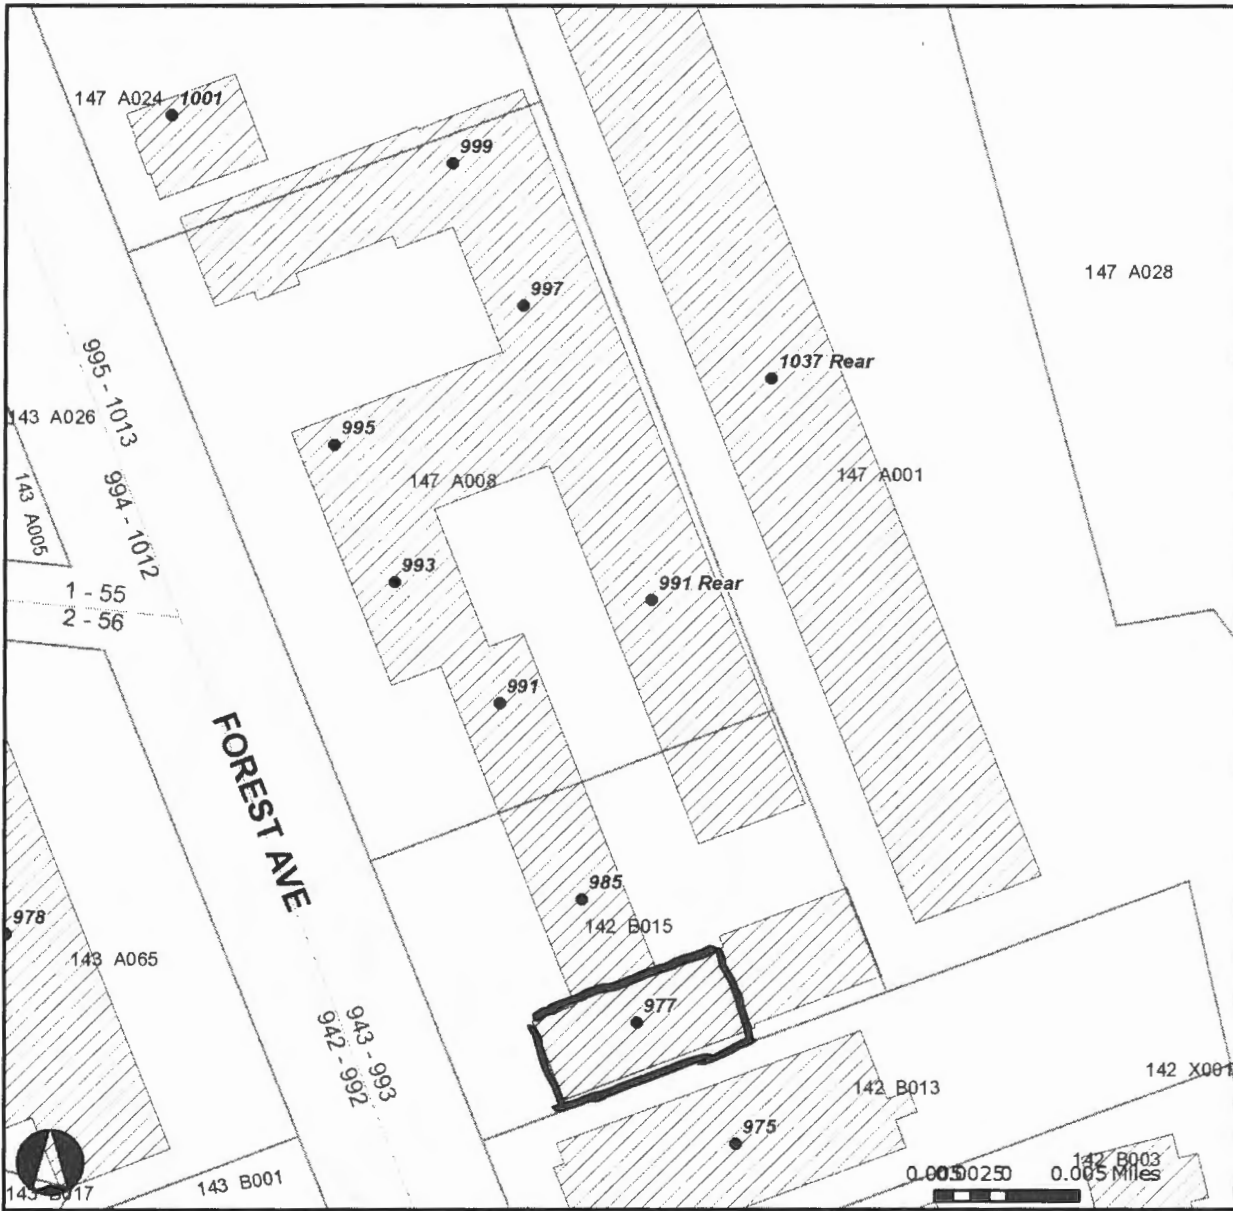 147 A024
1001
999
147 A028
997
1037 Rear
995 - 1013
143 A026
995
147 A008
147 A001
143 A005
994 - 1012
993
991 Rear
1 - 55
2 - 56
991
FOREST AVE
985
978
142 B015
143 A065
977
943 - 993
942 - 992
142 X001
142 B013
975
142 B003
0.005 Miles
143 B001
143 B017